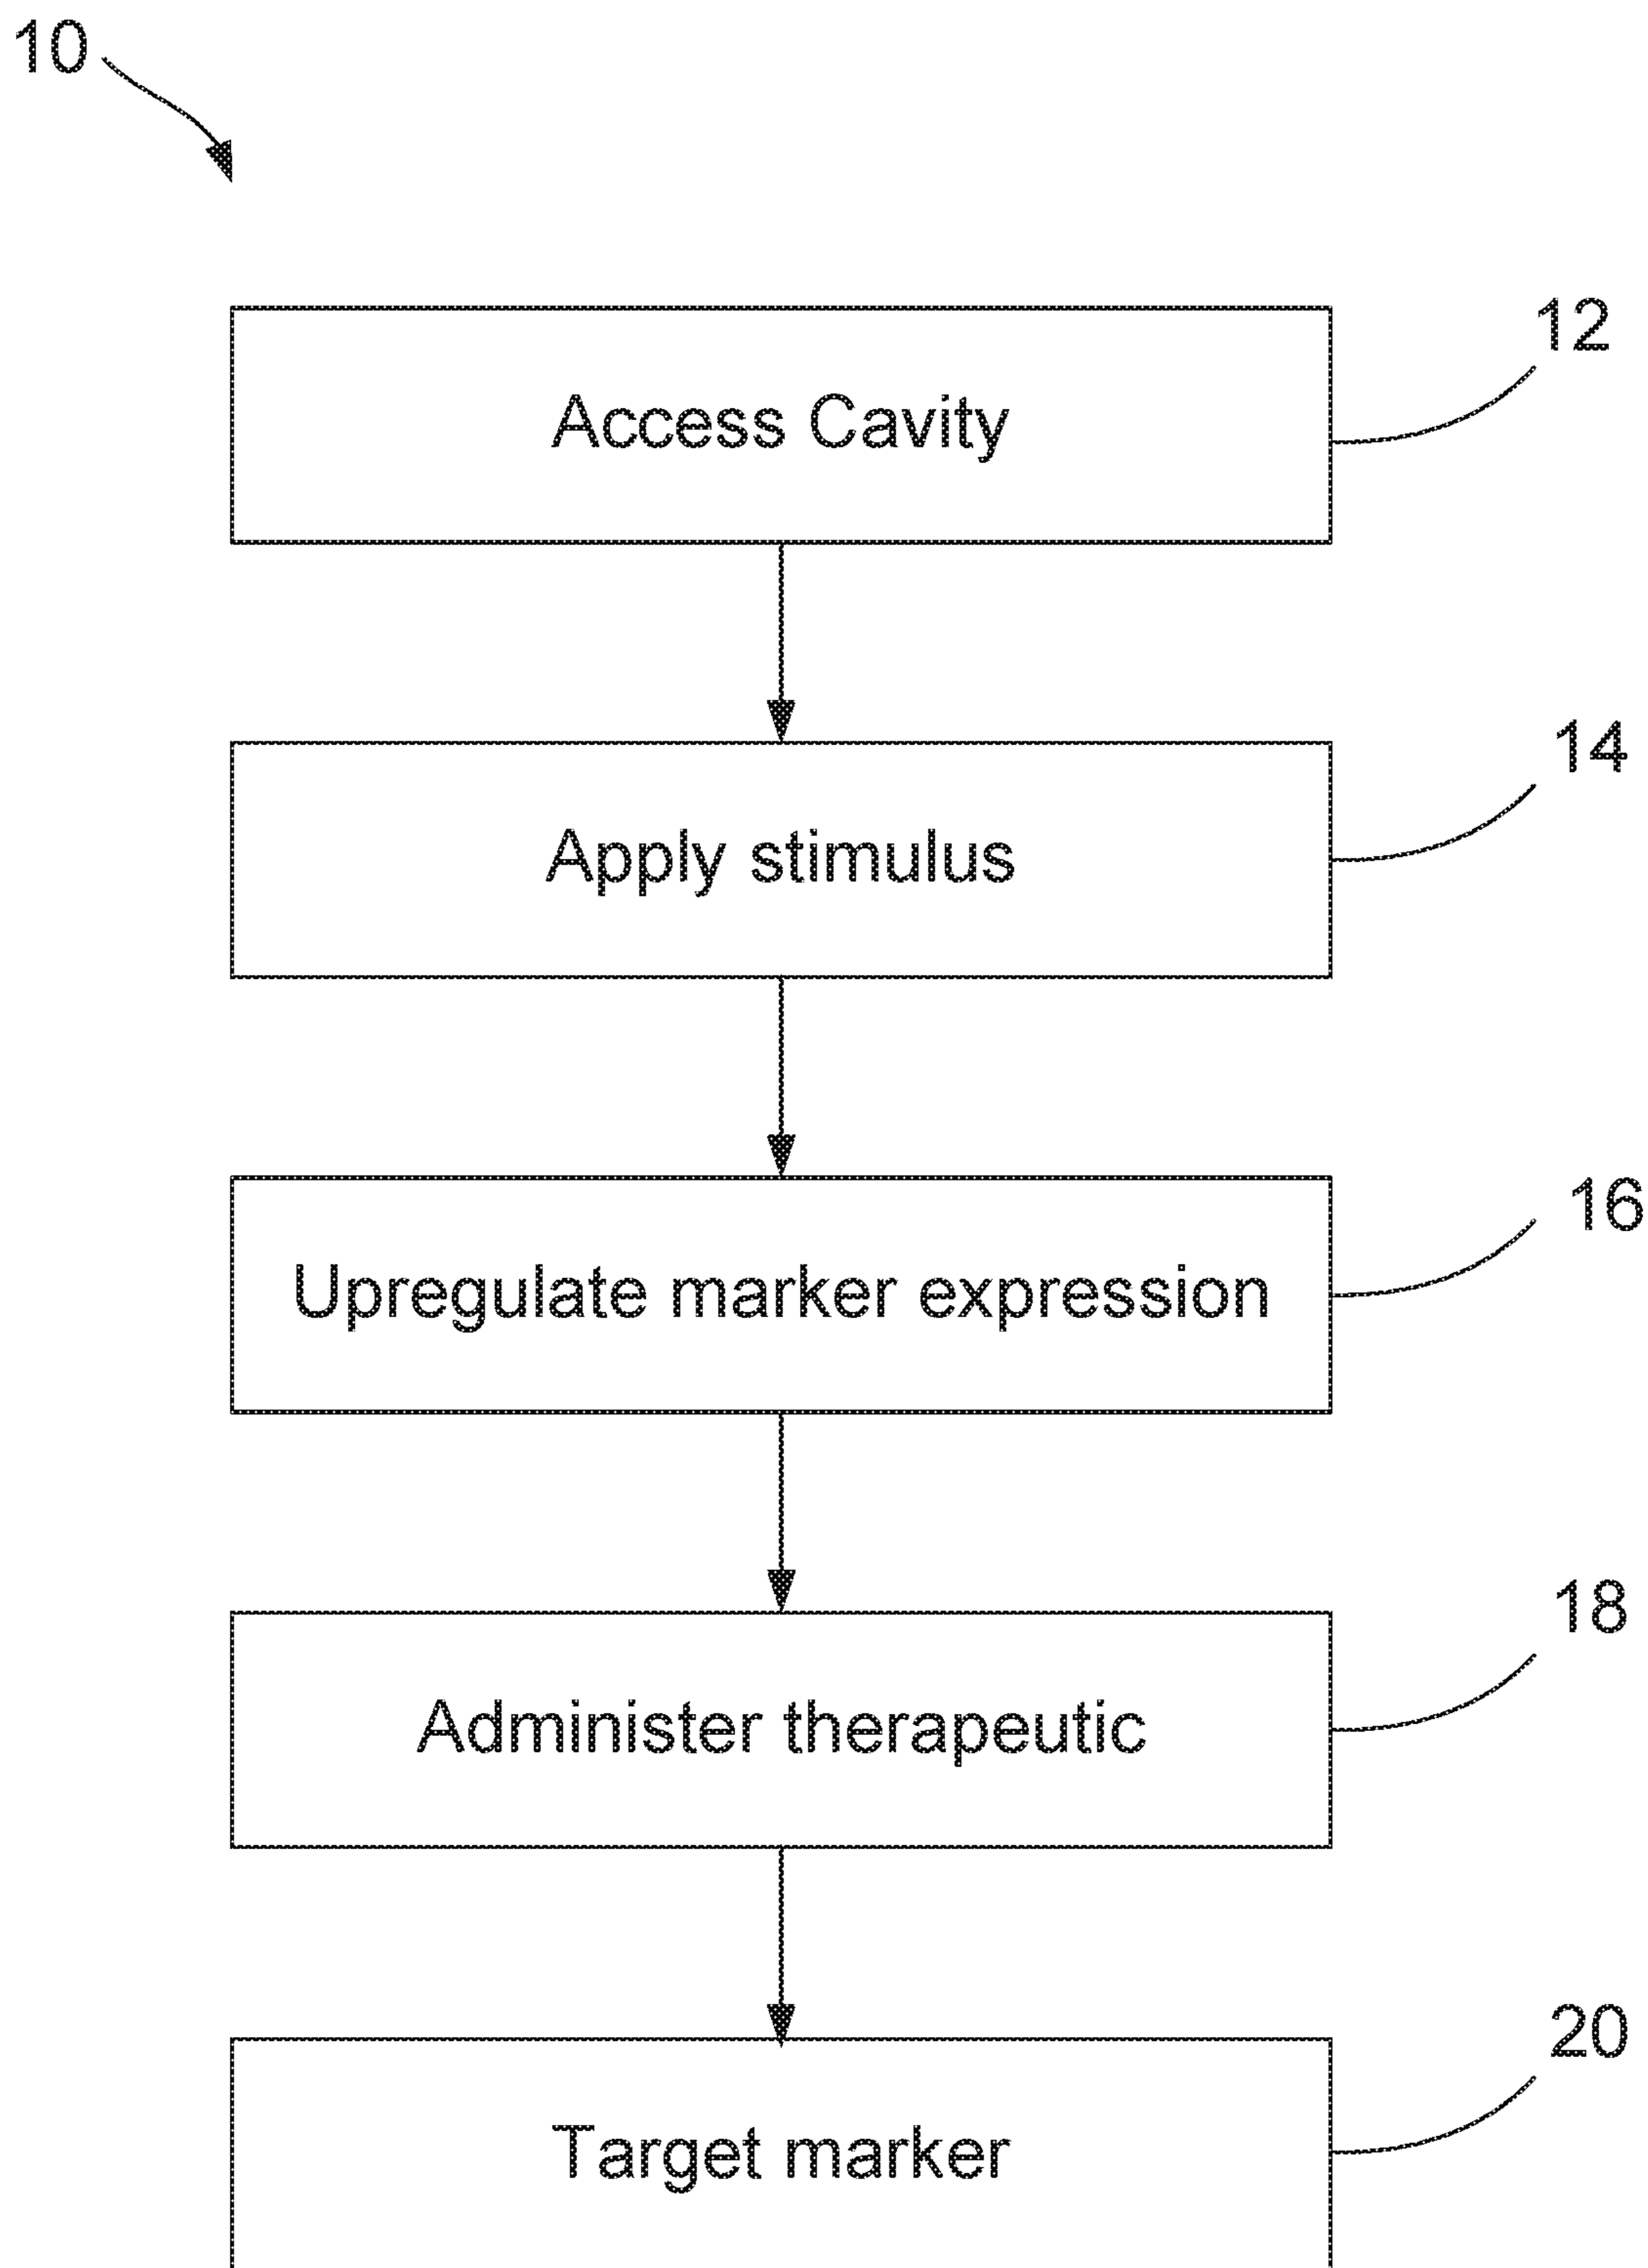 10
Access Cavity
12
Apply stimulus
14
Upregulate marker expression
16
Administer therapeutic
18
Target marker
20